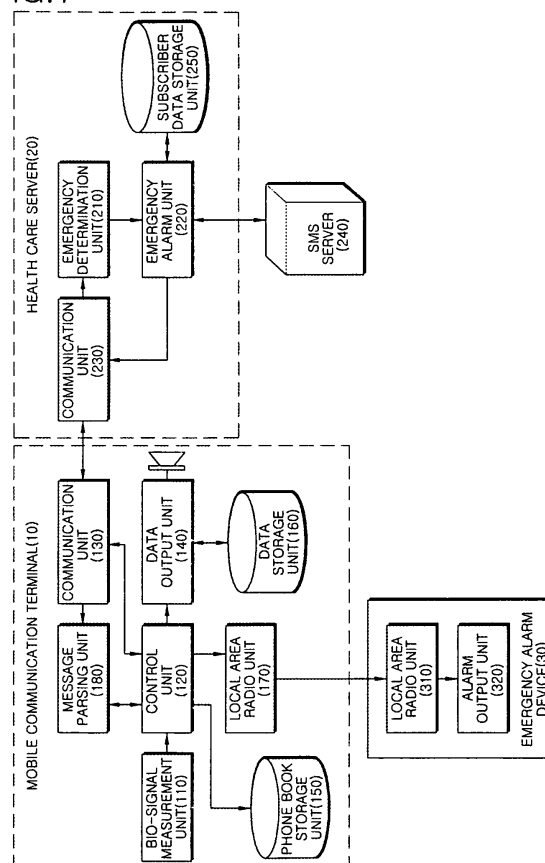 HEALTH CARE SERVER(20)
COMMUNICATION
UNIT
(230)
EMERGENCY
DETERMINATION
UNIT(210)
EMERGENCY
ALARM UNIT
(220)
SUBSCRIBER
DATA STORAGE
UNIT(250)
SMS
SERVER
(240)
MOBILE COMMUNICATION TERMINAL(10)
MESSAGE
PARSING UNIT
(180)
COMMUNICATION
UNIT
(130)
BIO-SIGNAL
MEASUREMENT
UNIT(110)
CONTROL
UNIT
(120)
DATA
OUTPUT UNIT
(140)
PHONE BOOK
STORAGE
UNIT(150)
LOCAL AREA
RADIO UNIT
(170)
DATA
STORAGE
UNIT(160)
LOCAL AREA
RADIO UNIT
(310)
ALARM
OUTPUT UNIT
(320)
EMERGENCY ALARM
DEVICE(30)